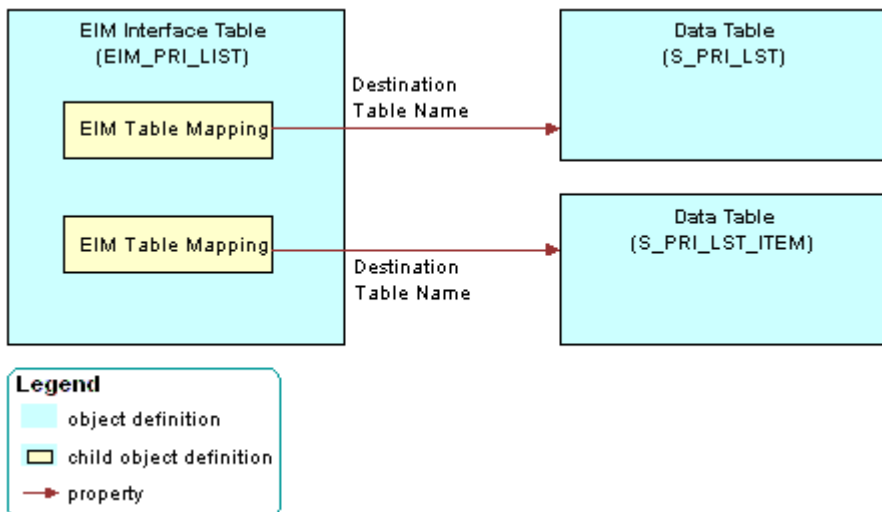 EIM Interface Table
(EIM_PRI_LIST)
EIM Table Mapping
EIM Table Mapping
Destination
Table Name
Destination
Table Name
Data Table
(S_PRI_LST)
Data Table
(S_PRI_LST_ITEM)
Legend
object definition
child object definition
property